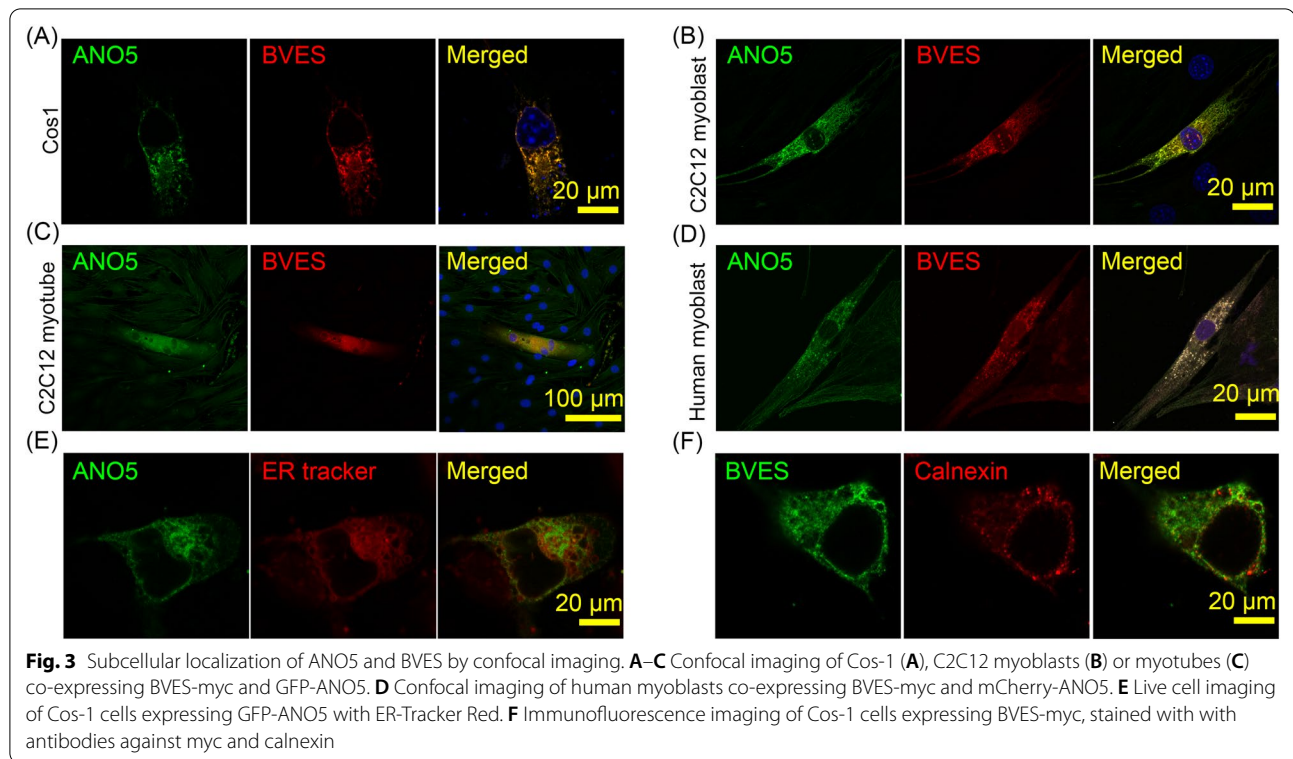 (A)
ANO5 BVES Merged
Cos1
20 µm
(B)
ANO5 BVES Merged
C2C12 myoblast
20 µm
(C)
ANO5 BVES Merged
C2C12 myotube
100 µm
(D)
ANO5 BVES Merged
Human myoblast
20 µm
(E)
ANO5 ER tracker Merged
20 µm
(F)
BVES Calnexin Merged
20 µm
Fig. 3 Subcellular localization of ANO5 and BVES by confocal imaging. A–C Confocal imaging of Cos-1 (A), C2C12 myoblasts (B) or myotubes (C)
co-expressing BVES-myc and GFP-ANO5. D Confocal imaging of human myoblasts co-expressing BVES-myc and mCherry-ANO5. E Live cell imaging
of Cos-1 cells expressing GFP-ANO5 with ER-Tracker Red. F Immunofluorescence imaging of Cos-1 cells expressing BVES-myc, stained with with
antibodies against myc and calnexin